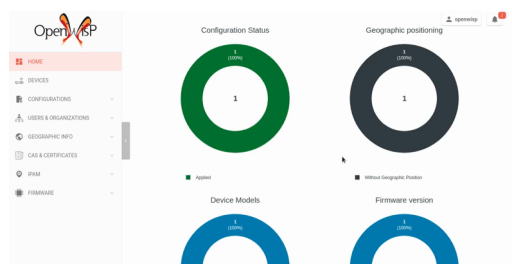 OpenWISP
openwisp
2
HOME
DEVICES
CONFIGURATIONS
USERS & ORGANIZATIONS
GEOGRAPHIC INFO
CAS & CERTIFICATES
IPAM
FIRMWARE
Configuration Status
1
(100%)
1
Applied
Geographic positioning
1
(100%)
1
Without Geographic Position
Device Models
1
(100%)
Firmware version
1
(100%)